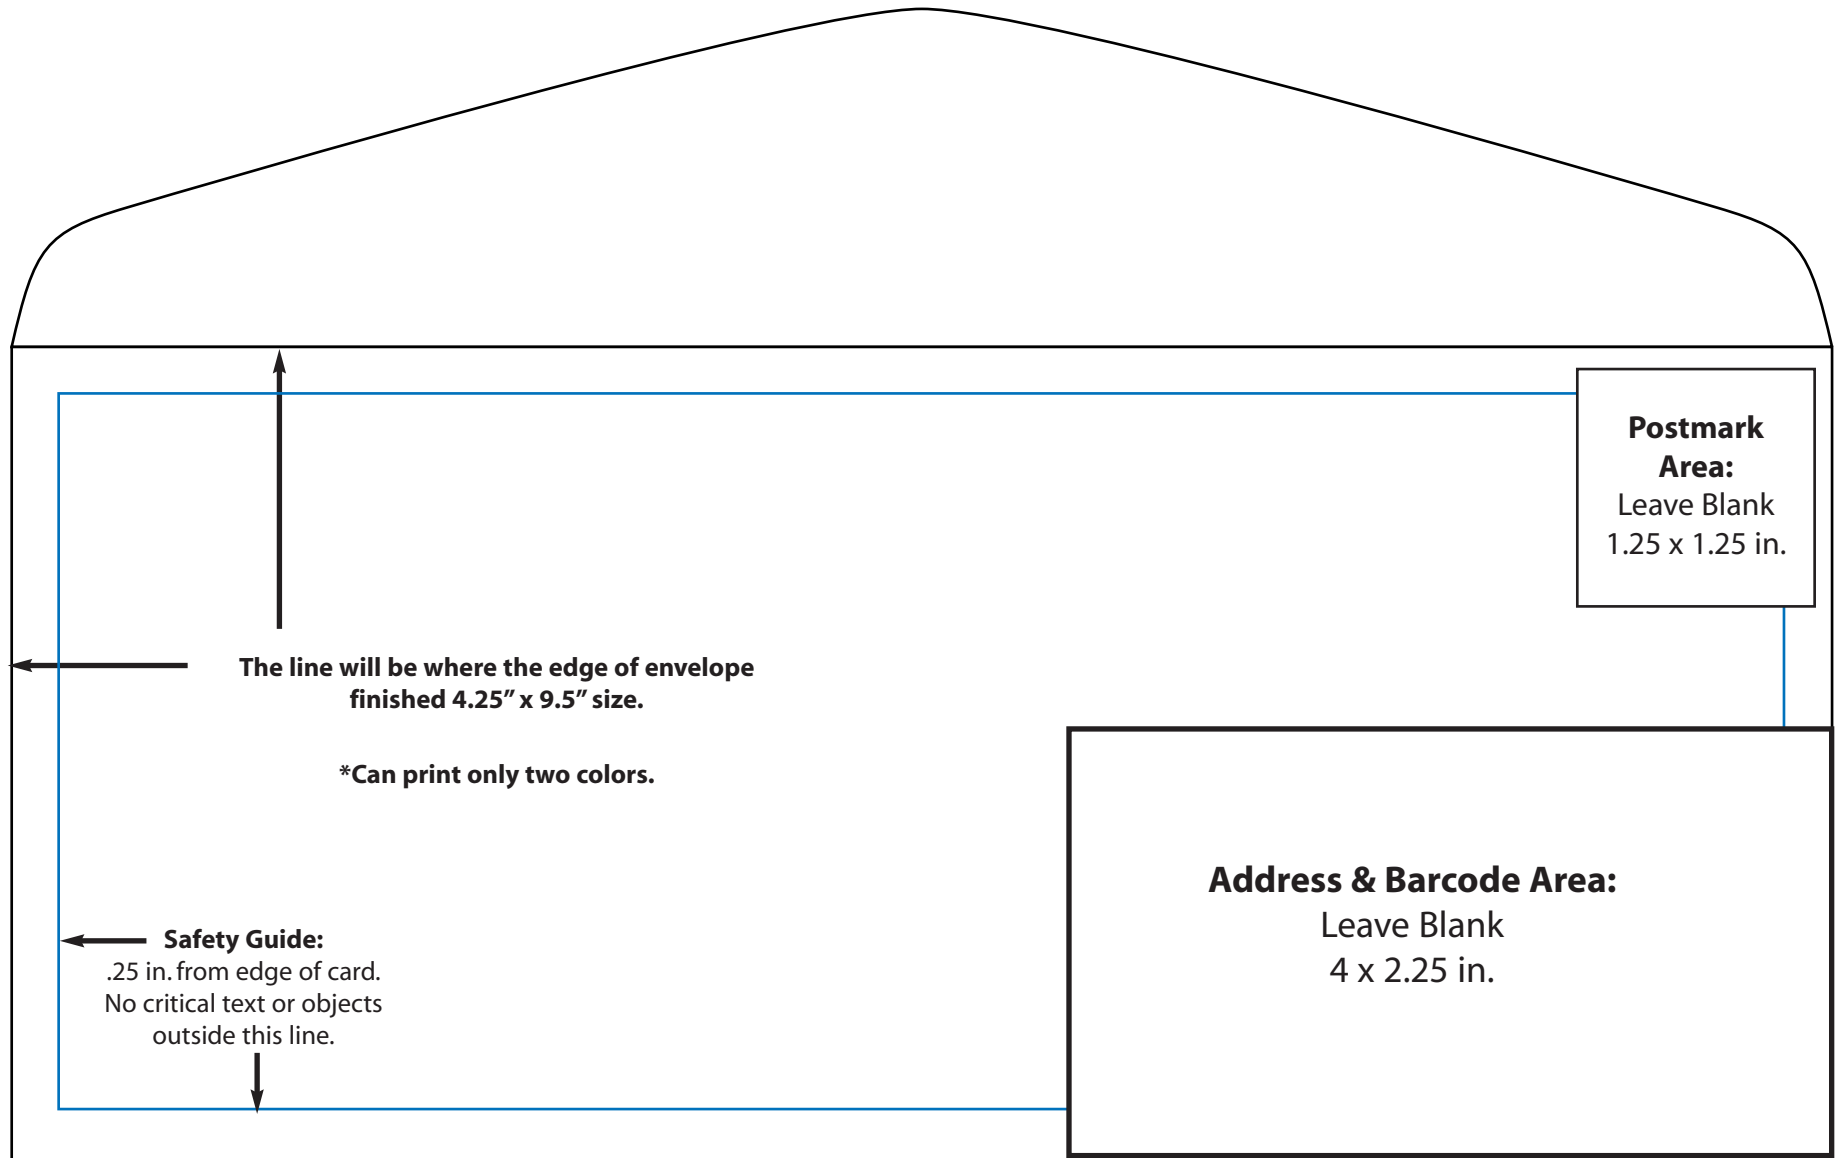 Postmark
Area:
Leave Blank
1.25 x 1.25 in.
The line will be where the edge of envelope
finished 4.25” x 9.5” size.
*Can print only two colors.
Address & Barcode Area:
Leave Blank
4 x 2.25 in.
Safety Guide:
.25 in. from edge of card.
No critical text or objects
outside this line.